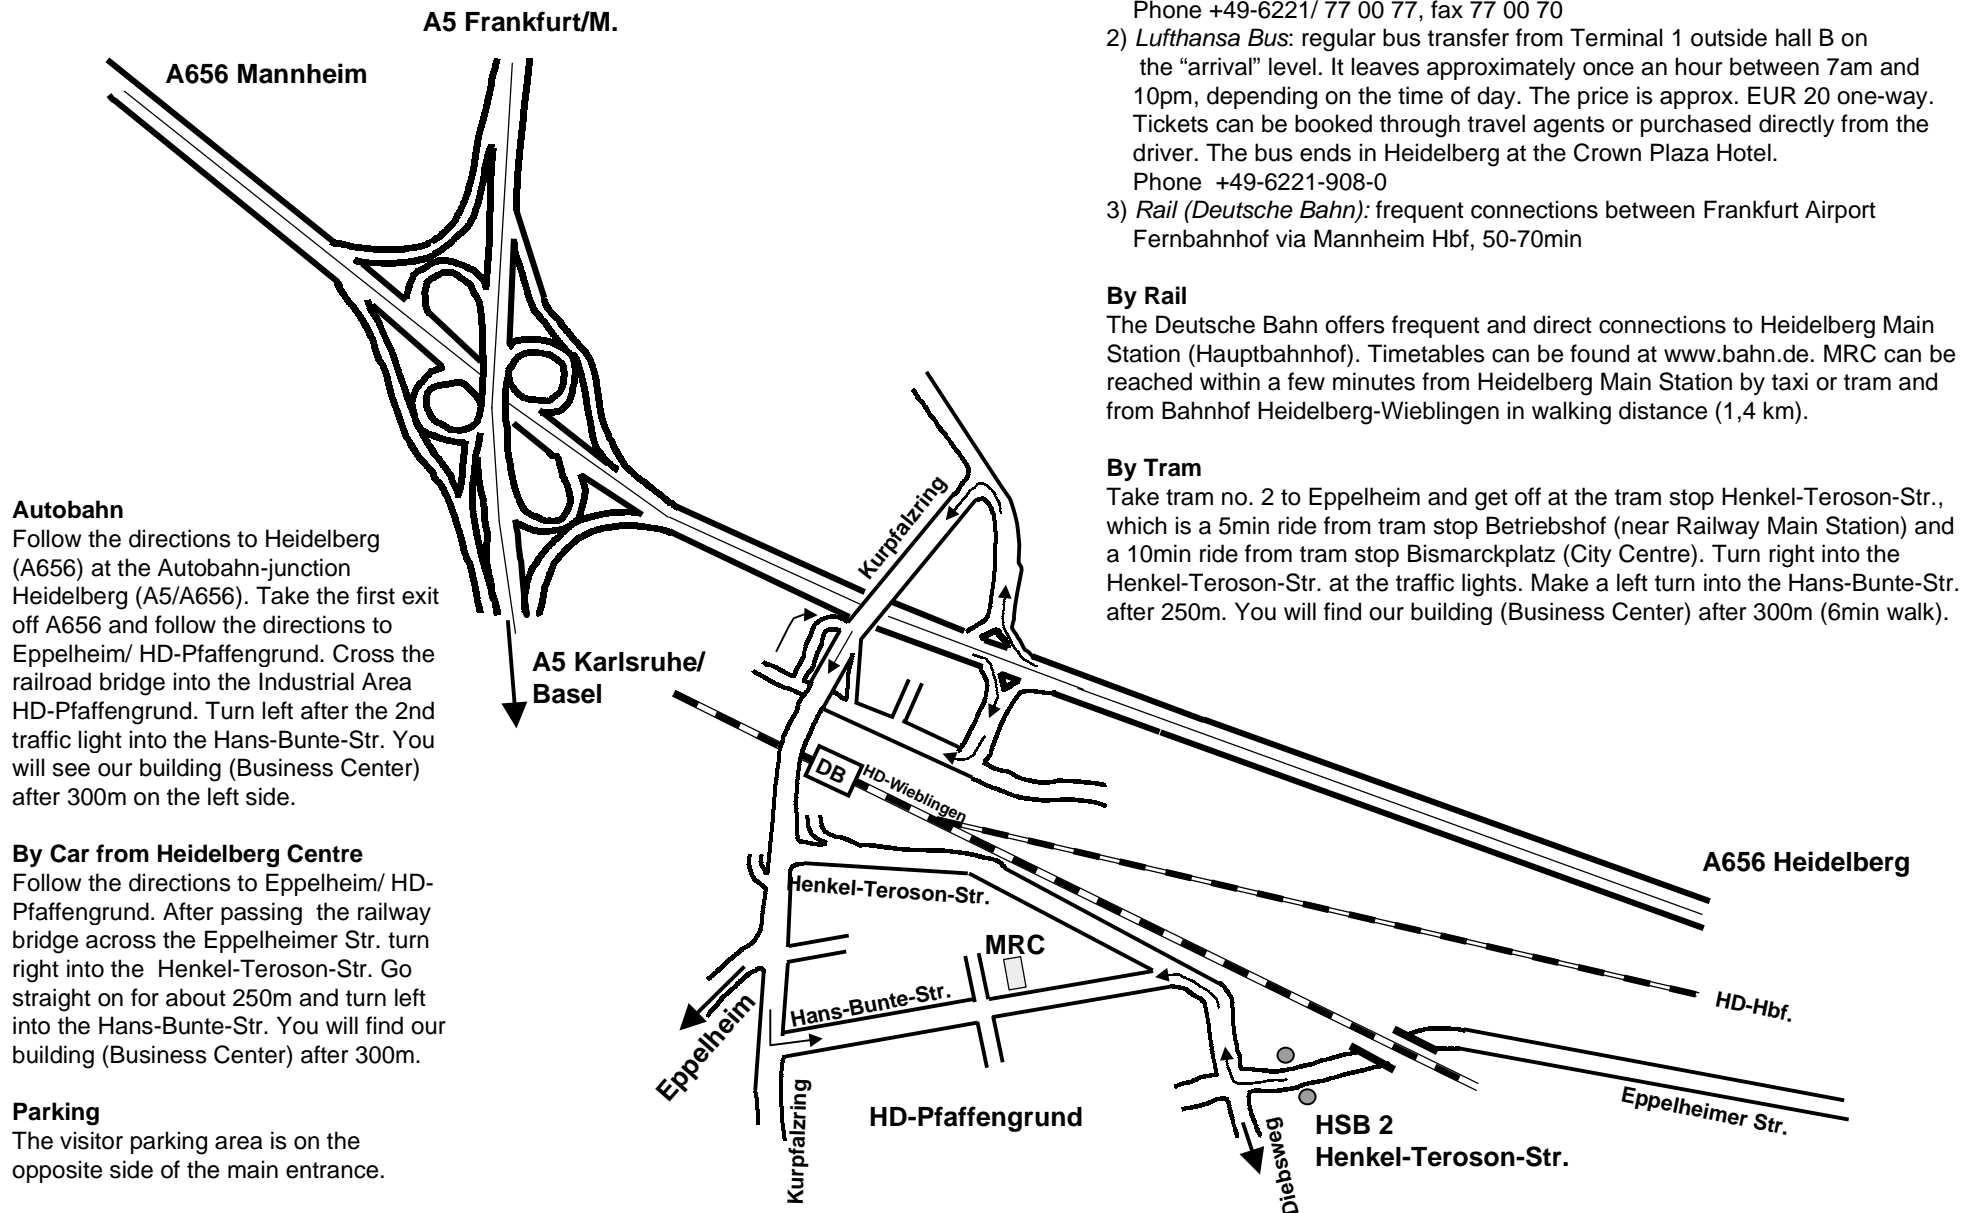 A5 Frankfurt/M.
A656 Mannheim
Phone +49-6221/ 77 00 77, fax 77 00 70
2) Lufthansa Bus: regular bus transfer from Terminal 1 outside hall B on
the “arrival” level. It leaves approximately once an hour between 7am and
10pm, depending on the time of day. The price is approx. EUR 20 one-way.
Tickets can be booked through travel agents or purchased directly from the
driver. The bus ends in Heidelberg at the Crown Plaza Hotel.
Phone +49-6221-908-0
3) Rail (Deutsche Bahn): frequent connections between Frankfurt Airport
Fernbahnhof via Mannheim Hbf, 50-70min
By Rail
The Deutsche Bahn offers frequent and direct connections to Heidelberg Main
Station (Hauptbahnhof). Timetables can be found at www.bahn.de. MRC can be
reached within a few minutes from Heidelberg Main Station by taxi or tram and
from Bahnhof Heidelberg-Wieblingen in walking distance (1,4 km).
By Tram
Take tram no. 2 to Eppelheim and get off at the tram stop Henkel-Teroson-Str.,
which is a 5min ride from tram stop Betriebshof (near Railway Main Station) and
a 10min ride from tram stop Bismarckplatz (City Centre). Turn right into the
Henkel-Teroson-Str. at the traffic lights. Make a left turn into the Hans-Bunte-Str.
after 250m. You will find our building (Business Center) after 300m (6min walk).
Autobahn
Follow the directions to Heidelberg
(A656) at the Autobahn-junction
Heidelberg (A5/A656). Take the first exit
off A656 and follow the directions to
Eppelheim/ HD-Pfaffengrund. Cross the
railroad bridge into the Industrial Area
HD-Pfaffengrund. Turn left after the 2nd
traffic light into the Hans-Bunte-Str. You
will see our building (Business Center)
after 300m on the left side.
By Car from Heidelberg Centre
Follow the directions to Eppelheim/ HD-
Pfaffengrund. After passing the railway
bridge across the Eppelheimer Str. turn
right into the Henkel-Teroson-Str. Go
straight on for about 250m and turn left
into the Hans-Bunte-Str. You will find our
building (Business Center) after 300m.
Parking
The visitor parking area is on the
opposite side of the main entrance.
Kurpfalzring
A5 Karlsruhe/
Basel
DB
HD-Wieblingen
A656 Heidelberg
Henkel-Teroson-Str.
MRC
Hans-Bunte-Str.
HD-Hbf.
Eppelheim
Kurpfalzring
HD-Pfaffengrund
Eppelheimer Str.
HSB 2
Henkel-Teroson-Str.
Diebsweg